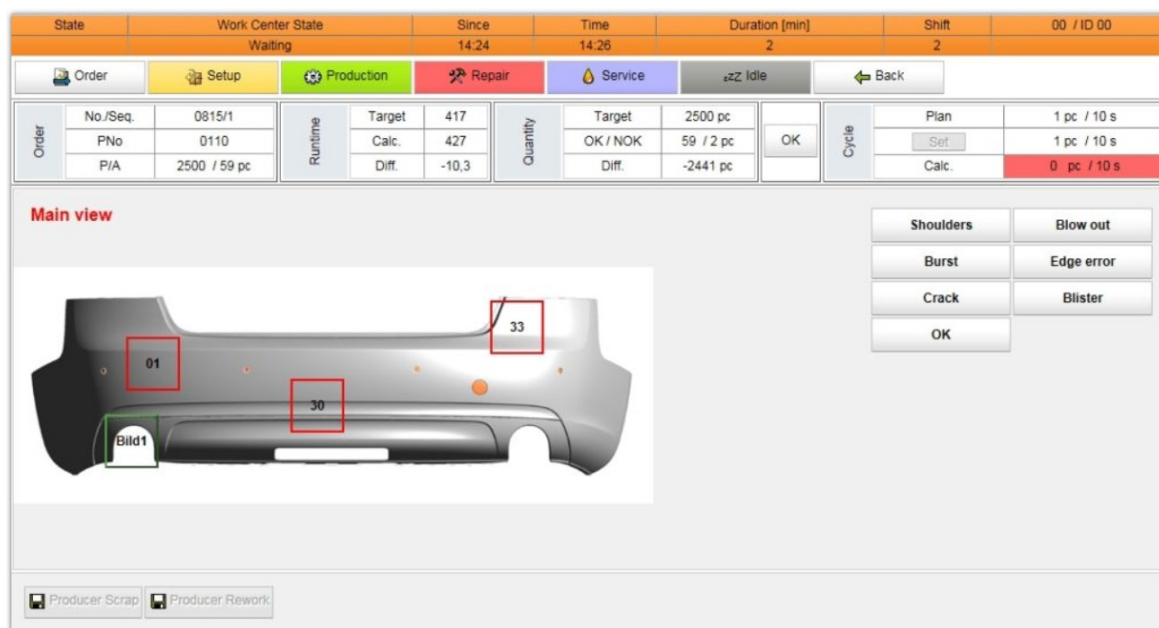 State Work Center State Since Time Duration [min] Shift 00 / ID 00
Waiting 14:24 14:26 2 2
Order Setup Production Repair Service zZZ Idle Back
Order No./Seq. 0815/1 Runtime Target 417 Quantity Target 2500 pc OK Cycle Plan 1 pc / 10 s
PNo 0110 Calc. 427 OK / NOK 59 / 2 pc Set 1 pc / 10 s
P/A 2500 / 59 pc Diff. -10,3 Diff. -2441 pc Calc. 0 pc / 10 s
Main view
Shoulders Blow out
Burst Edge error
Crack Blister
OK
33
01
30
Bild1
Producer Scrap Producer Rework